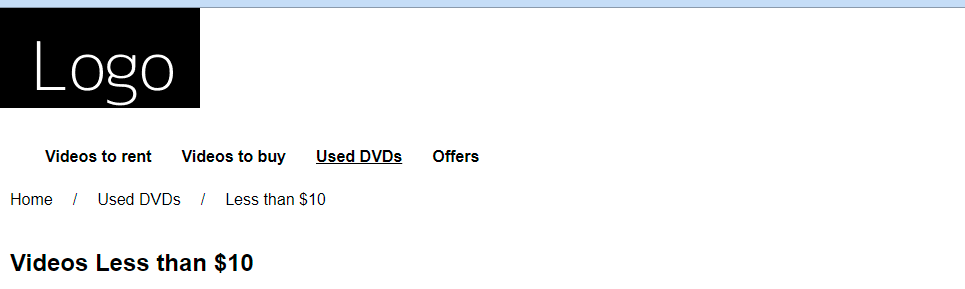 Logo
Videos to rent Videos to buy Used DVDs Offers
Home / Used DVDs / Less than $10
Videos Less than $10